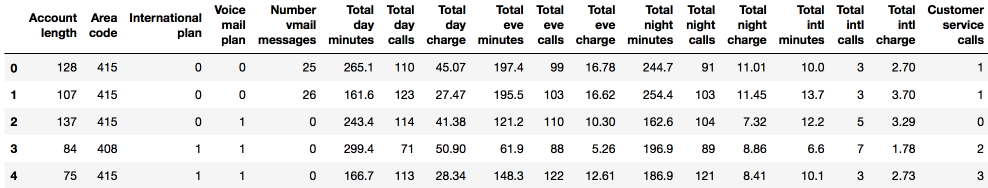 Account length Area code International plan Voice mail plan Number vmail messages Total day minutes Total day calls Total day charge Total eve minutes Total eve calls Total eve charge Total night minutes Total night calls Total night charge Total intl minutes Total intl calls Total intl charge Customer service calls
0 128 415 0 0 25 265.1 110 45.07 197.4 99 16.78 244.7 91 11.01 10.0 3 2.70 1
1 107 415 0 0 26 161.6 123 27.47 195.5 103 16.62 254.4 103 11.45 13.7 3 3.70 1
2 137 415 0 1 0 243.4 114 41.38 121.2 110 10.30 162.6 104 7.32 12.2 5 3.29 0
3 84 408 1 1 0 299.4 71 50.90 61.9 88 5.26 196.9 89 8.86 6.6 7 1.78 2
4 75 415 1 1 0 166.7 113 28.34 148.3 122 12.61 186.9 121 8.41 10.1 3 2.73 3